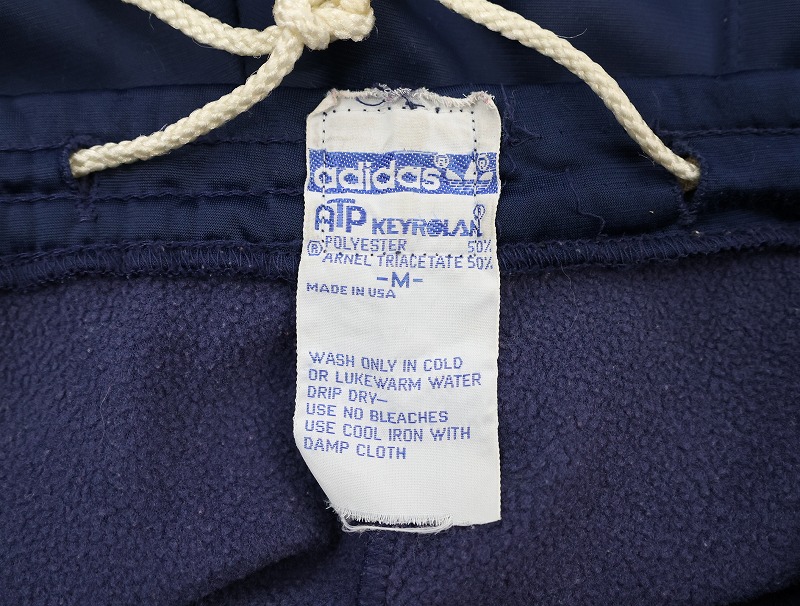 adidas®
ATP KEYROLAN®
POLYESTER 50%
® ARNEL TRIACETATE 50%
-M-
MADE IN USA
WASH ONLY IN COLD
OR LUKEWARM WATER
DRIP DRY-
USE NO BLEACHES
USE COOL IRON WITH
DAMP CLOTH